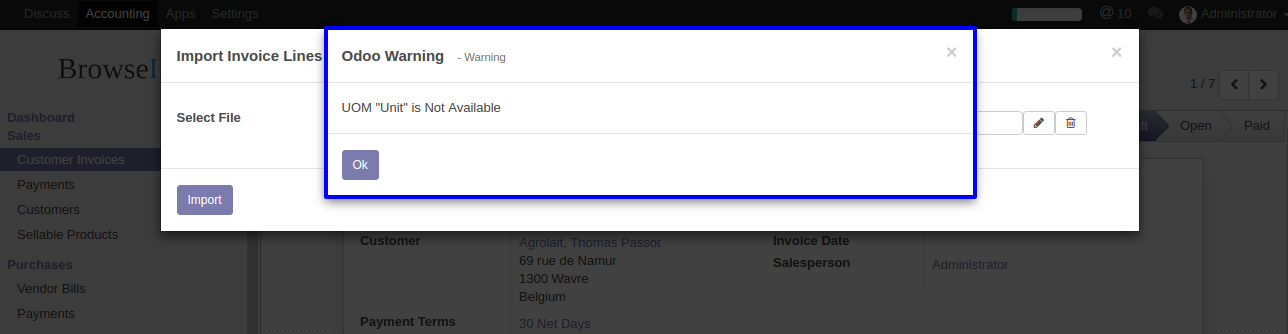 Discuss Accounting Apps Settings @ 10 Administrator
Import Invoice Lines Odoo Warning - Warning × ×
Browse
1 / 7
UOM "Unit" is Not Available
Select File
Dashboard
Sales
Open Paid
Customer Invoices
Ok
Payments
Import
Customers
Sellable Products
Customer Agrolait, Thomas Passot Invoice Date
69 rue de Namur Salesperson Administrator
Purchases
1300 Wavre
Vendor Bills
Belgium
Payments
Payment Terms 30 Net Days